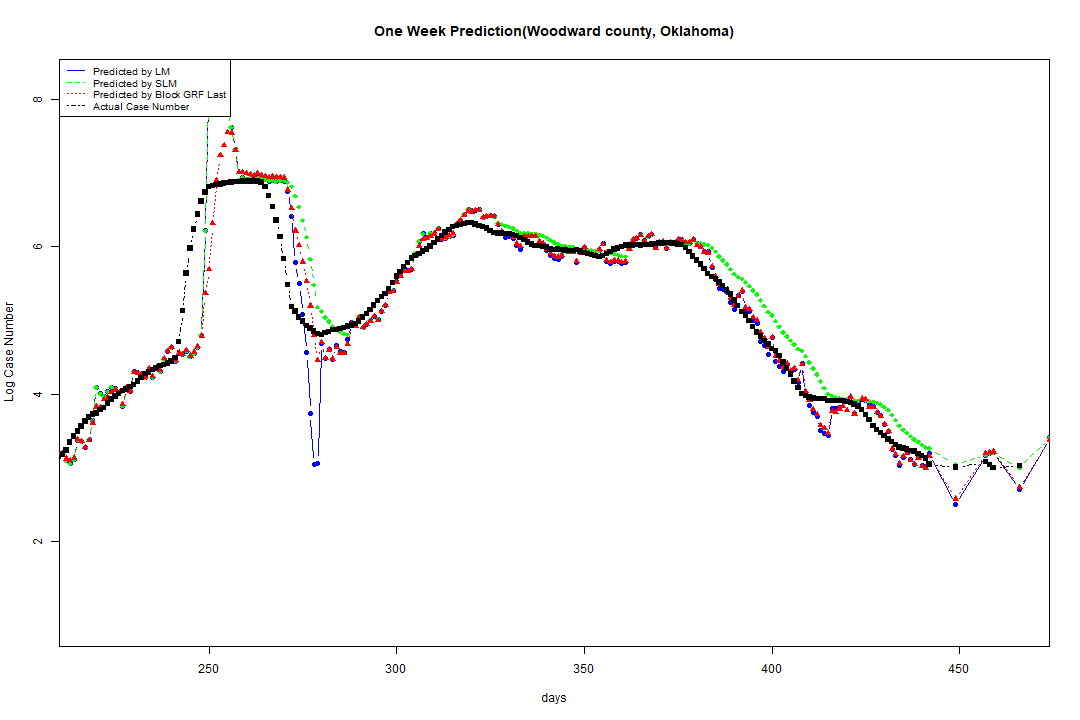 One Week Prediction(Woodward county, Oklahoma)
Predicted by LM
Predicted by SLM
Predicted by Block GRF Last
Actual Case Number
8
6
4
2
Log Case Number
250
300
350
400
450
days